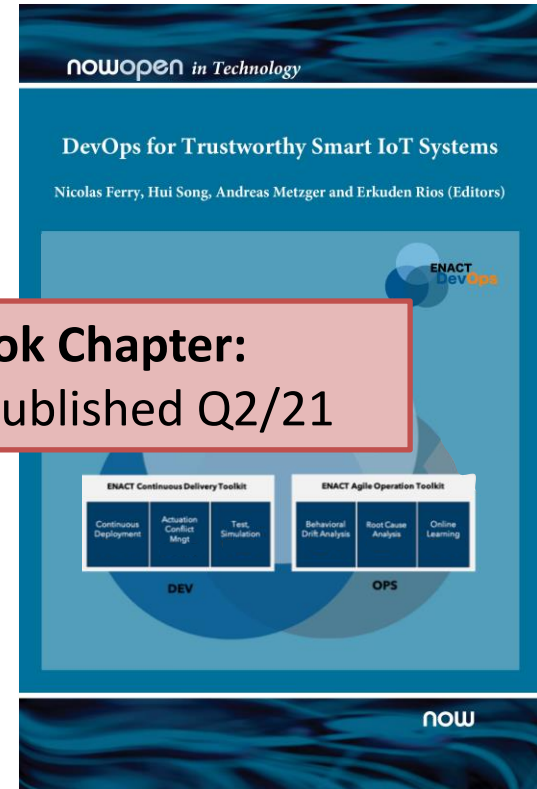 nowopen in Technology
DevOps for Trustworthy Smart IoT Systems
Nicolas Ferry, Hui Song, Andreas Metzger and Erkuden Rios (Editors)
ENACT
DevOps
ok Chapter:
ublished Q2/21
ENACT Continuous Delivery Toolkit
ENACT Agile Operation Toolkit
Continuous
Deployment
Actuation
Conflict
Mngt
Test,
Simulation
Behavioral
Drift Analysis
Root Cause
Analysis
Online
Learning
DEV
OPS
now